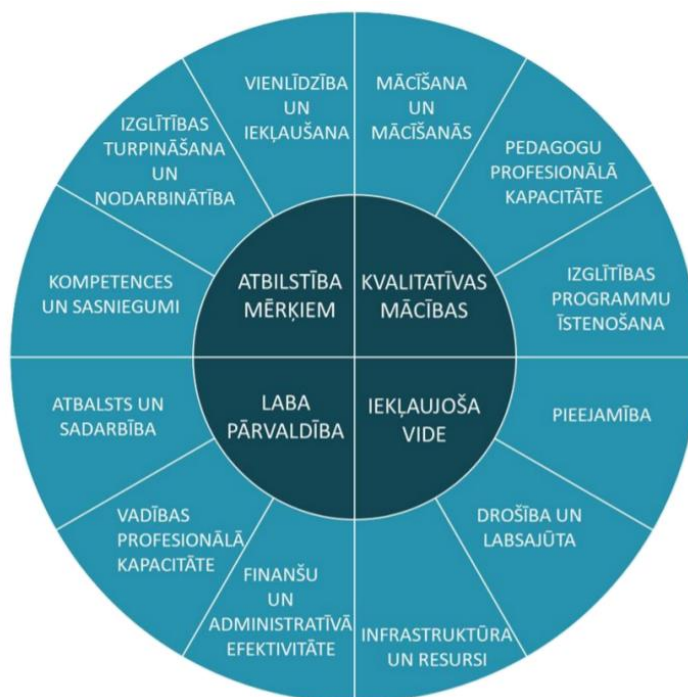 VIENLĪDZĪBA
UN
IEKĻAUŠANA
MĀCĪŠANA
UN
MĀCĪŠANĀS
IZGLĪTĪBAS
TURPINĀŠANA
UN
NODARBINĀTĪBA
PEDAGOGU
PROFESIONĀLĀ
KAPACITĀTE
KOMPETENCES
UN SASNIEGUMI
ATBILSTĪBA
MĒRĶIEM
KVALITATĪVAS
MĀCĪBAS
IZGLĪTĪBAS
PROGRAMMU
ĪSTENOŠANA
ATBALSTS UN
SADARBĪBA
LABA
PĀRVALDĪBA
IEKĻAUJOŠA
VIDE
PIEEJAMĪBA
VADĪBAS
PROFESIONĀLĀ
KAPACITĀTE
DROŠĪBA UN
LABSAJŪTA
FINANŠU
UN
ADMINISTRATĪVĀ
EFEKTIVITĀTE
INFRASTRUKTŪRA
UN RESURSI